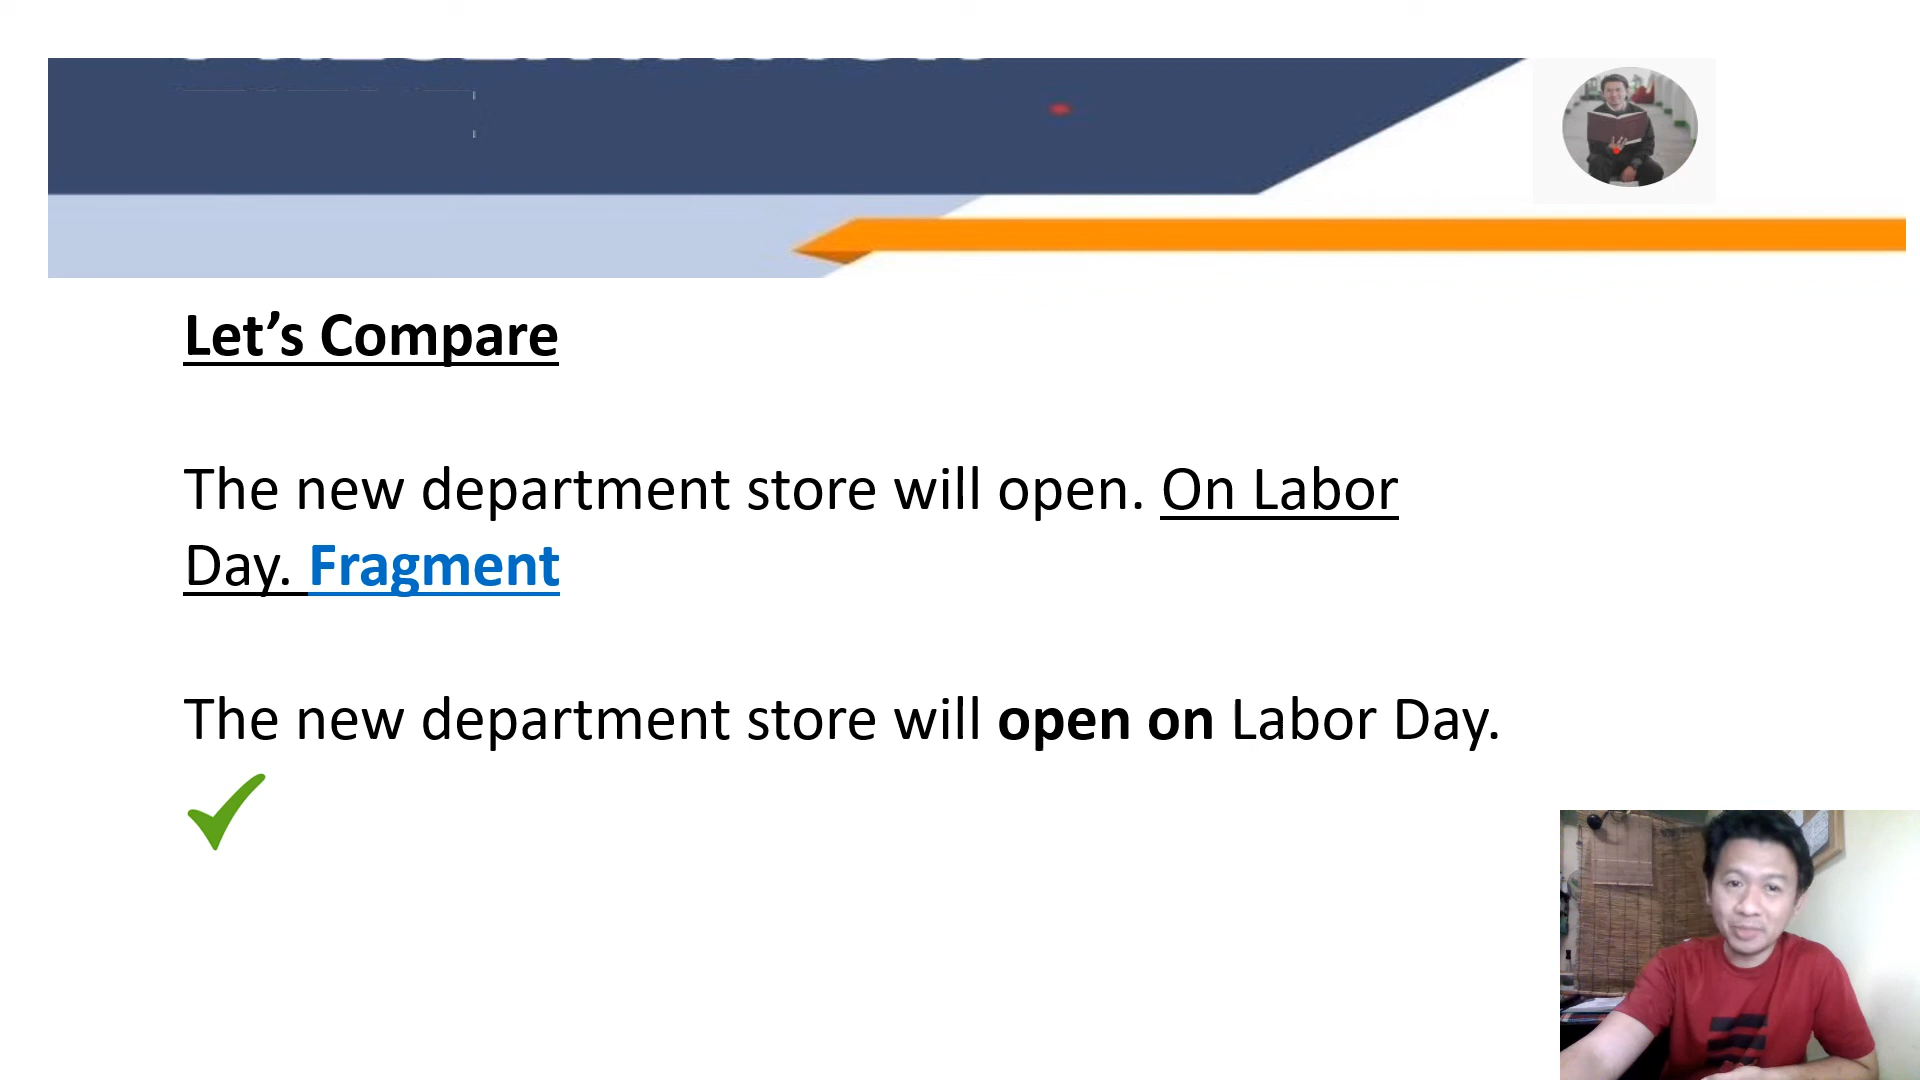 Let’s Compare
The new department store will open. On Labor
Day. Fragment
The new department store will open on Labor Day.